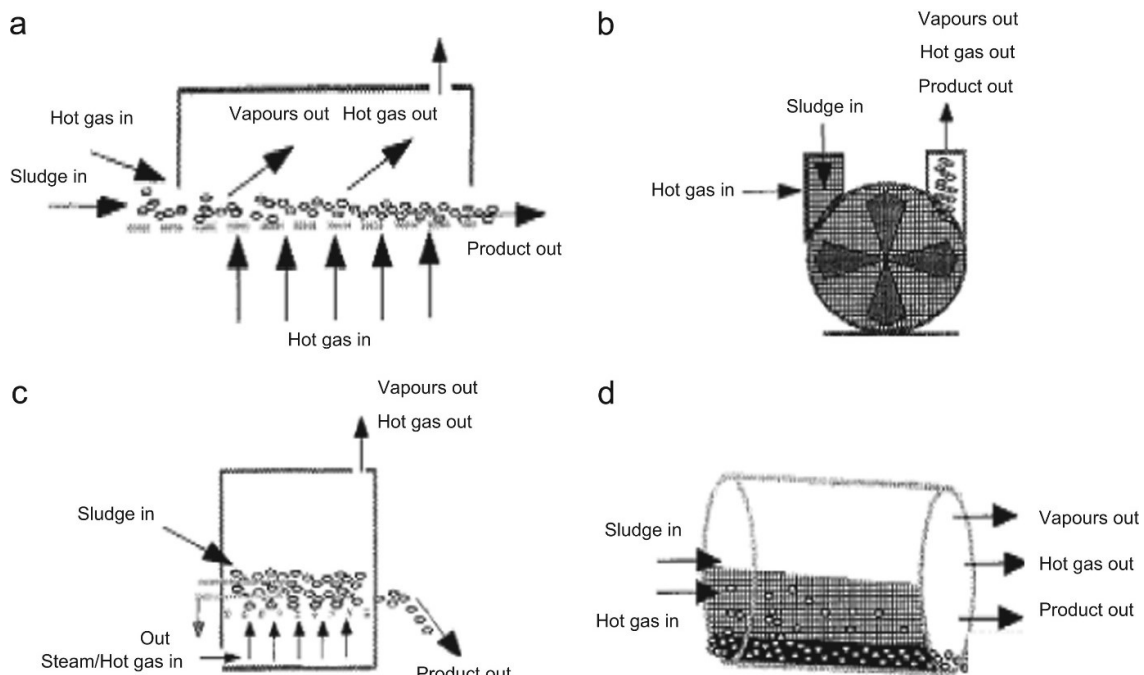 a
Hot gas in
Vapours out
Hot gas out
Sludge in
Product out
Hot gas in
b
Vapours out
Hot gas out
Product out
Sludge in
Hot gas in
c
Vapours out
Hot gas out
Sludge in
Out
Steam/Hot gas in
Product out
d
Sludge in
Hot gas in
Vapours out
Hot gas out
Product out